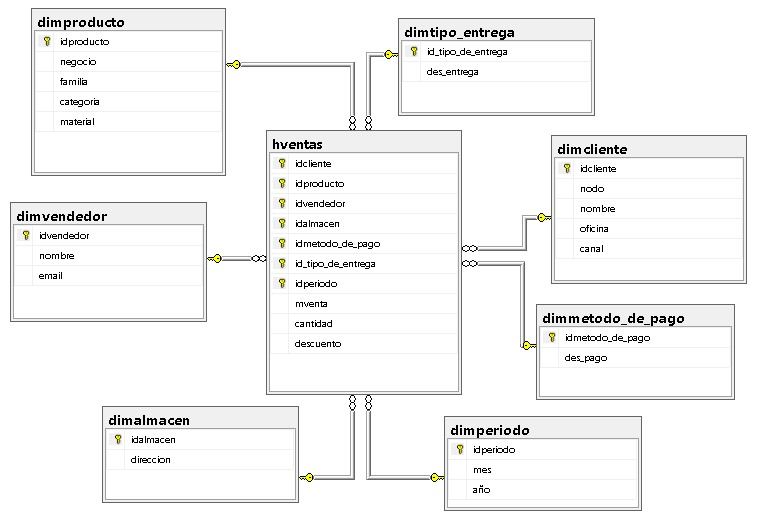 dimproducto
idproducto
negocio
familia
categoria
material
dimtipo_entrega
id_tipo_de_entrega
des_entrega
hventas
idcliente
idproducto
idvendedor
idalmacen
idmetodo_de_pago
id_tipo_de_entrega
idperiodo
mventa
cantidad
descuento
dimcliente
idcliente
nodo
nombre
oficina
canal
dimvendedor
idvendedor
nombre
email
dimmetodo_de_pago
idmetodo_de_pago
des_pago
dimalmacen
idalmacen
direccion
dimperiodo
idperiodo
mes
año